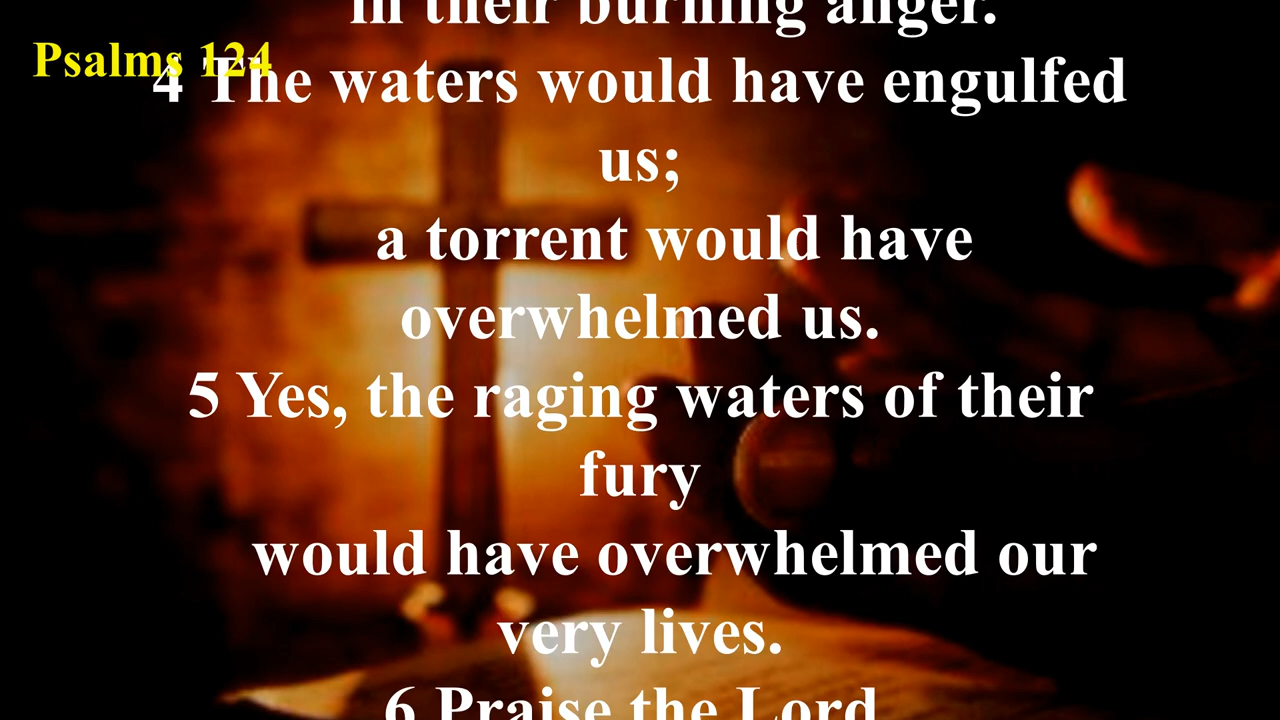 in their burning anger.
Psalms 124
4 The waters would have engulfed
us;
a torrent would have
overwhelmed us.
5 Yes, the raging waters of their
fury
would have overwhelmed our
very lives.
6 Praise the Lord